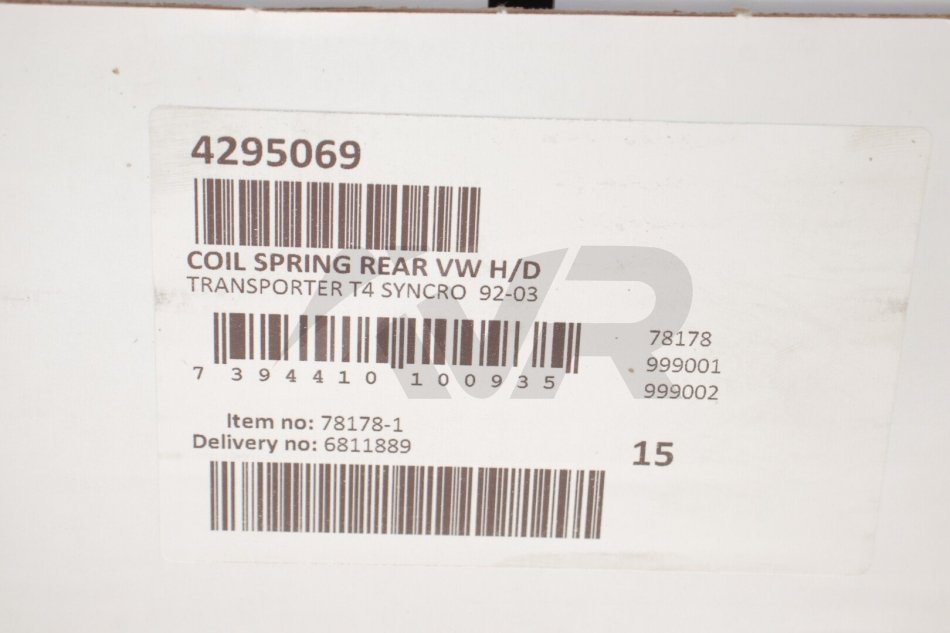 4295069
COIL SPRING REAR VW H/D
TRANSPORTER T4 SYNCRO 92-03
7 394410 100935
78178
999001
999002
Item no: 78178-1
Delivery no: 6811889
15